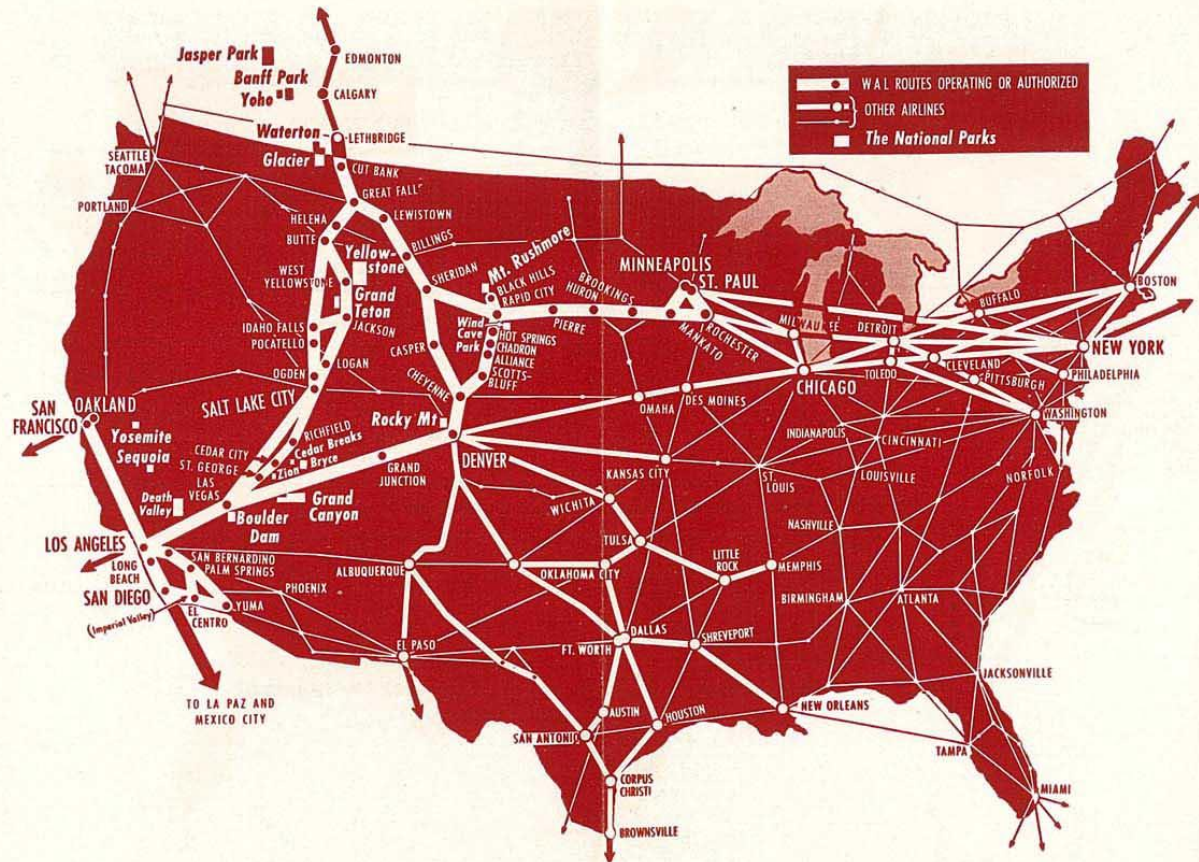 Jasper Park
EDMONTON
Banff Park
Yoho
CALGARY
WAL ROUTES OPERATING OR AUTHORIZED
OTHER AIRLINES
The National Parks
Waterton
LETHBRIDGE
Glacier
CUT BANK
SEATTLE
TACOMA
GREAT FALLS
PORTLAND
HELENA
LEWISTOWN
BUTTE
BILLINGS
Yellow-
stone
WEST
YELLOWSTONE
SHERIDAN
Mt. Rushmore
BLACK HILLS
RAPID CITY
BROOKINGS
HURON
MINNEAPOLIS
ST. PAUL
BOSTON
BUFFALO
Grand
Teton
JACKSON
PIERRE
MANKATO
ROCHESTER
MILWAUKEE
DETROIT
NEW YORK
IDAHO FALLS
POCATELLO
Wind
Cave
Park
HOT SPRINGS
CHADRON
ALLIANCE
SCOTTS-
BLUFF
CASPER
LOGAN
OGDEN
CHEYENNE
CHICAGO
TOLEDO
CLEVELAND
PITTSBURGH
PHILADELPHIA
SALT LAKE CITY
OMAHA
DES MOINES
WASHINGTON
SAN
FRANCISCO
OAKLAND
Yosemite
Sequoia
Rocky Mt
RICHFIELD
Cedar Breaks
Bryce
Zion
CEDAR CITY
ST. GEORGE
LAS
VEGAS
GRAND
JUNCTION
DENVER
KANSAS CITY
INDIANAPOLIS
CINCINNATI
ST.
LOUIS
LOUISVILLE
NORFOLK
Death
Valley
Grand
Canyon
Boulder
Dam
WICHITA
NASHVILLE
LOS ANGELES
LONG
BEACH
SAN BERNARDINO
PALM SPRINGS
TULSA
LITTLE
ROCK
MEMPHIS
ALBUQUERQUE
OKLAHOMA CITY
SAN DIEGO
PHOENIX
BIRMINGHAM
ATLANTA
(Imperial Valley)
EL
CENTRO
YUMA
EL PASO
DALLAS
FT. WORTH
SHREVEPORT
JACKSONVILLE
TO LA PAZ AND
MEXICO CITY
AUSTIN
HOUSTON
NEW ORLEANS
SAN ANTONIO
TAMPA
CORPUS
CHRISTI
MIAMI
BROWNSVILLE